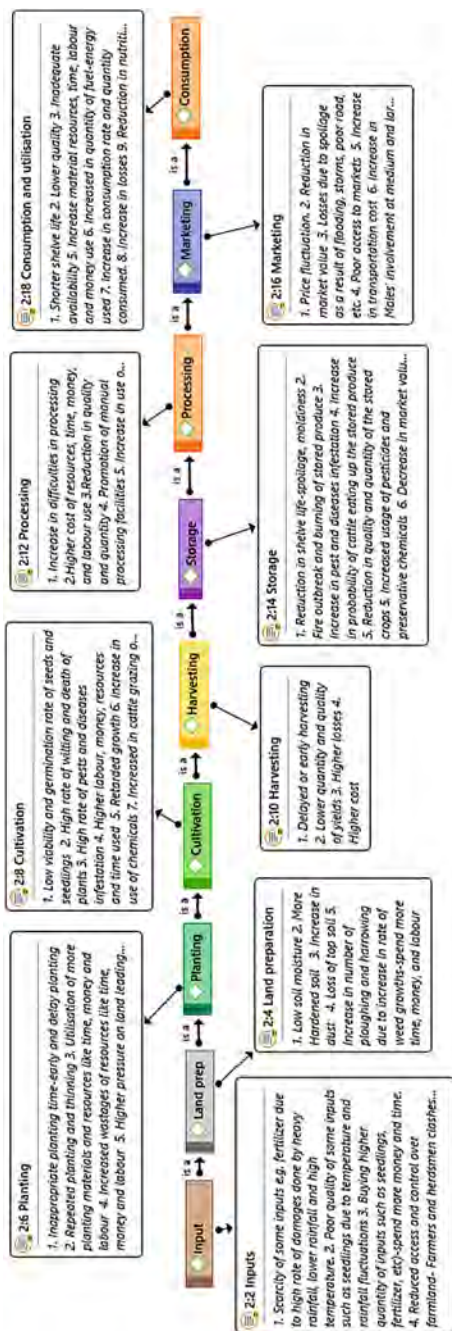 2:6 Planting
1. Inappropriate planting time-early and delay planting
2. Repeated planting and thinning 3. Utilisation of more
planting materials and resources like time, money and
labour 4. Increased wastages of resources like time,
money and labour 5. Higher pressure on land leading...
2:8 Cultivation
1. Low viability and germination rate of seeds and
seedlings 2. High rate of wilting and death of
plants 3. High rate of pests and diseases
infestation 4. Higher labour, money, resources
and time used 5. Retarded growth 6. Increase in
use of chemicals 7. Increased in cattle grazing o...
2:12 Processing
1. Increase in difficulties in processing
2.Higher cost of resources, time, money,
and labour use 3.Reduction in quality
and quantity 4. Promotion of manual
processing facilities 5. Increase in use o...
2:18 Consumption and utilisation
1. Shorter shelve life 2. Lower quality 3. Inadequate
availability 5. Increase material resources, time, labour
and money use 6. Increased in quantity of fuel-energy
used 7. Increase in consumption rate and quantity
consumed. 8. Increase in losses 9. Reduction in nutriti...
Input
is a
Land prep
is a
Planting
is a
Cultivation
is a
Harvesting
is a
Storage
is a
Processing
is a
Marketing
is a
Consumption
2:2 Inputs
1. Scarcity of some inputs e.g. fertilizer due
to high rate of damages done by heavy
rainfall, lower rainfall and high
temperature. 2. Poor quality of some inputs
such as seedlings due to temperature and
rainfall fluctuations 3. Buying higher
quantity of inputs such as seedlings,
fertilizer, etc)-spend more money and time.
4. Reduced access and control over
farmland- Farmers and herdsmen clashes...
2:4 Land preparation
1. Low soil moisture 2. More
Hardened soil 3. Increase in
dust 4. Loss of top soil 5.
Increase in number of
ploughing and harrowing
due to increase in rate of
weed growths-spend more
time, money, and labour
2:10 Harvesting
1. Delayed or early harvesting
2. Lower quantity and quality
of yields 3. Higher losses 4.
Higher cost
2:14 Storage
1. Reduction in shelve life-spoilage, moldiness 2.
Fire outbreak and burning of stored produce 3.
Increase in pest and diseases infestation 4. Increase
in probability of cattle eating up the stored produce
5. Reduction in quality and quantity of the stored
crops 5. Increased usage of pesticides and
preservative chemicals 6. Decrease in market valu...
2:16 Marketing
1. Price fluctuation. 2. Reduction in
market value 3. Losses due to spoilage
as a result of flooding, storms, poor road,
etc. 4. Poor access to markets 5. Increase
in transportation cost 6. Increase in
Males' involvement at medium and lar...